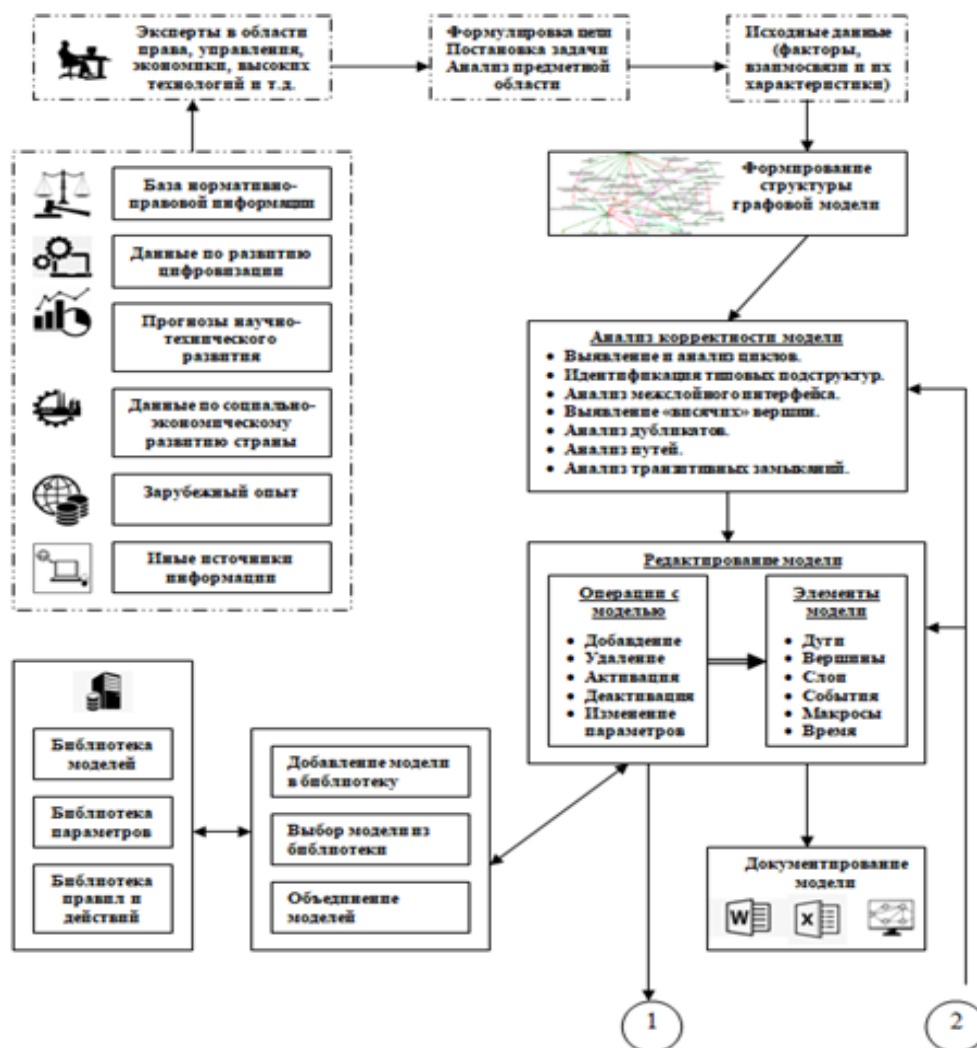 Эксперты в области
права, управления,
экономики, высоких
технологий и т.д.
Формулировка цели
Постановка задачи
Анализ предметной
области
Исходные данные
(факторы,
взаимосвязи и их
характеристики)
База нормативно-
правовой информации
Данные по развитию
цифровизации
Прогнозы научно-
технического
развития
Данные по социально-
экономическому
развитию страны
Зарубежный опыт
Иные источники
информации
Формирование
структуры
графовой модели
Анализ корректности модели
• Выявление и анализ циклов.
• Идентификация типовых подструктур.
• Анализ межслойного интерфейса.
• Выявление «висячих» вершин.
• Анализ дубликатов.
• Анализ путей.
• Анализ транзитивных замыканий.
Редактирование модели
Операции с
моделью
• Добавление
• Удаление
• Активация
• Деактивация
• Изменение
параметров
Элементы
модели
• Дуги
• Вершины
• Слои
• События
• Макросы
• Время
Библиотека
моделей
Библиотека
параметров
Библиотека
правил и
действий
Добавление модели
в библиотеку
Выбор модели из
библиотеки
Объединение
моделей
Документирование
модели
W
X
1
2